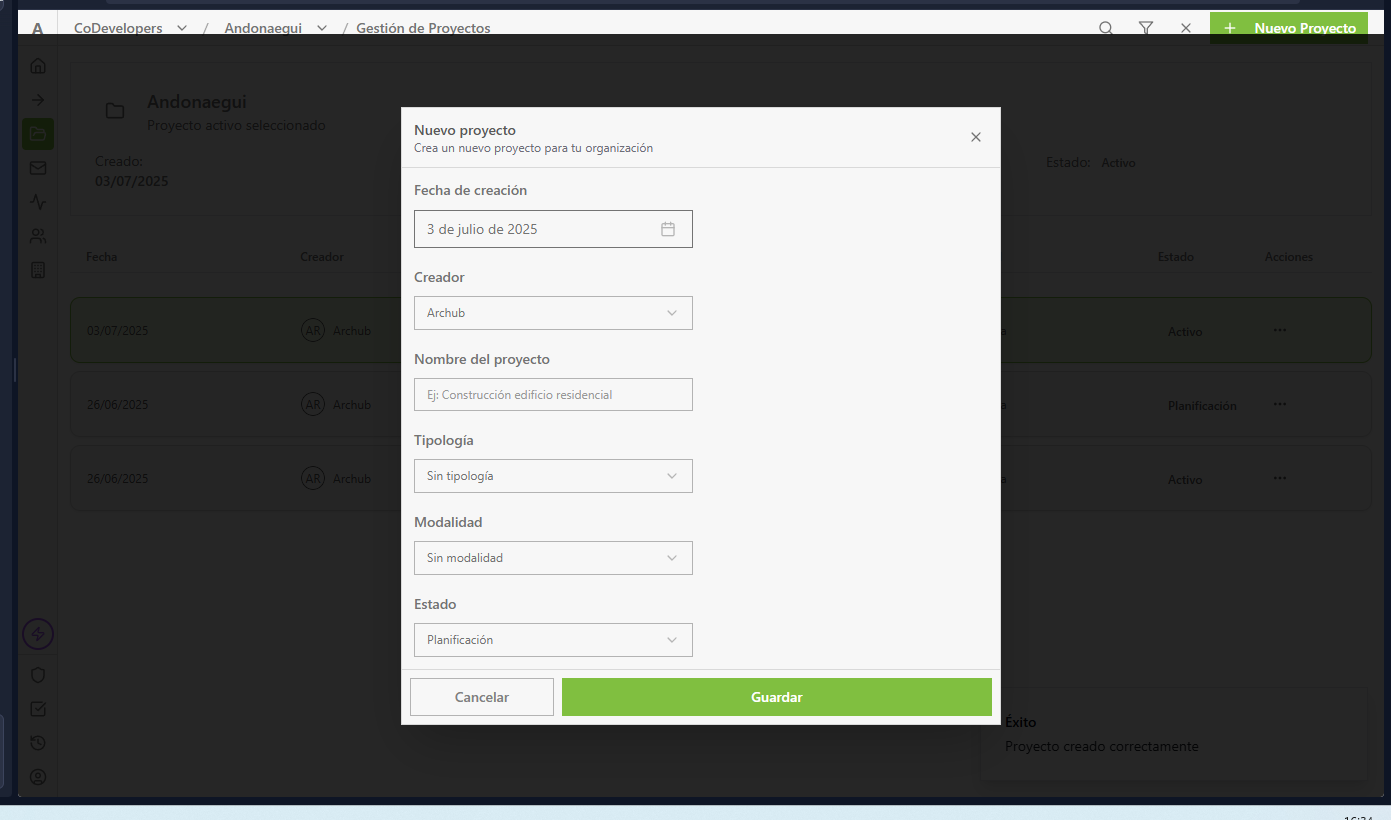 A CoDevelopers / Andonaegui / Gestión de Proyectos + Nuevo Proyecto
Andonaegui
Proyecto activo seleccionado
Creado:
03/07/2025
Estado: Activo
Fecha Creador Estado Acciones
03/07/2025 AR Archub Activo ...
26/06/2025 AR Archub Planificación ...
26/06/2025 AR Archub Activo ...
Nuevo proyecto
Crea un nuevo proyecto para tu organización
Fecha de creación
3 de julio de 2025
Creador
Archub
Nombre del proyecto
Ej: Construcción edificio residencial
Tipología
Sin tipología
Modalidad
Sin modalidad
Estado
Planificación
Cancelar Guardar
Éxito
Proyecto creado correctamente